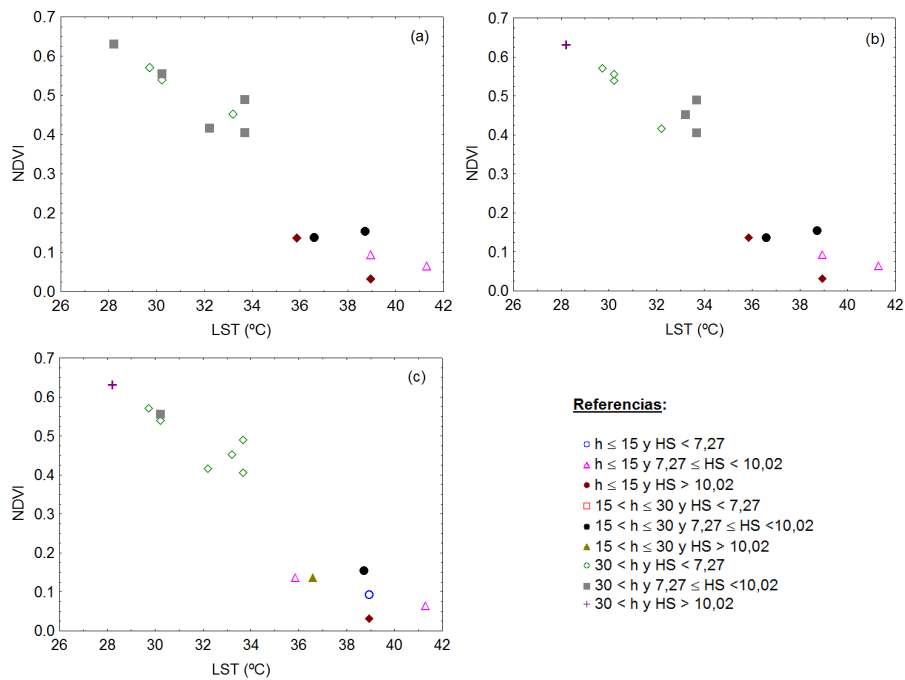 (a)
NDVI
0.7
0.6
0.5
0.4
0.3
0.2
0.1
0.0
26 28 30 32 34 36 38 40 42
LST (ºC)
(b)
NDVI
0.7
0.6
0.5
0.4
0.3
0.2
0.1
0.0
26 28 30 32 34 36 38 40 42
LST (ºC)
(c)
NDVI
0.7
0.6
0.5
0.4
0.3
0.2
0.1
0.0
26 28 30 32 34 36 38 40 42
LST (ºC)
Referencias:
h ≤ 15 y HS < 7,27
h ≤ 15 y 7,27 ≤ HS < 10,02
h ≤ 15 y HS > 10,02
15 < h ≤ 30 y HS < 7,27
15 < h ≤ 30 y 7,27 ≤ HS <10,02
15 < h ≤ 30 y HS > 10,02
30 < h y HS < 7,27
30 < h y 7,27 ≤ HS <10,02
30 < h y HS > 10,02